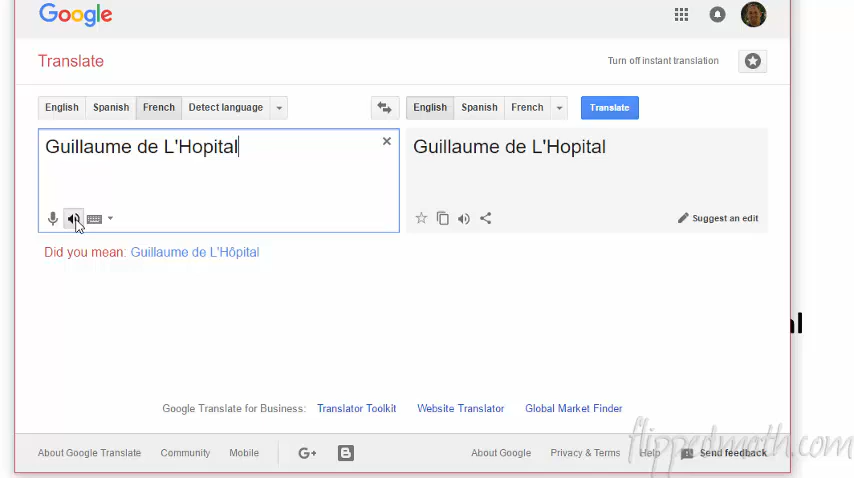 Google
Translate
Turn off instant translation
English Spanish French Detect language
English Spanish French Translate
Guillaume de L'Hopital
Guillaume de L'Hopital
Suggest an edit
Did you mean: Guillaume de L'Hôpital
Google Translate for Business: Translator Toolkit Website Translator Global Market Finder
flippedmath.com
About Google Translate Community Mobile G+ B About Google Privacy & Terms Help Send feedback